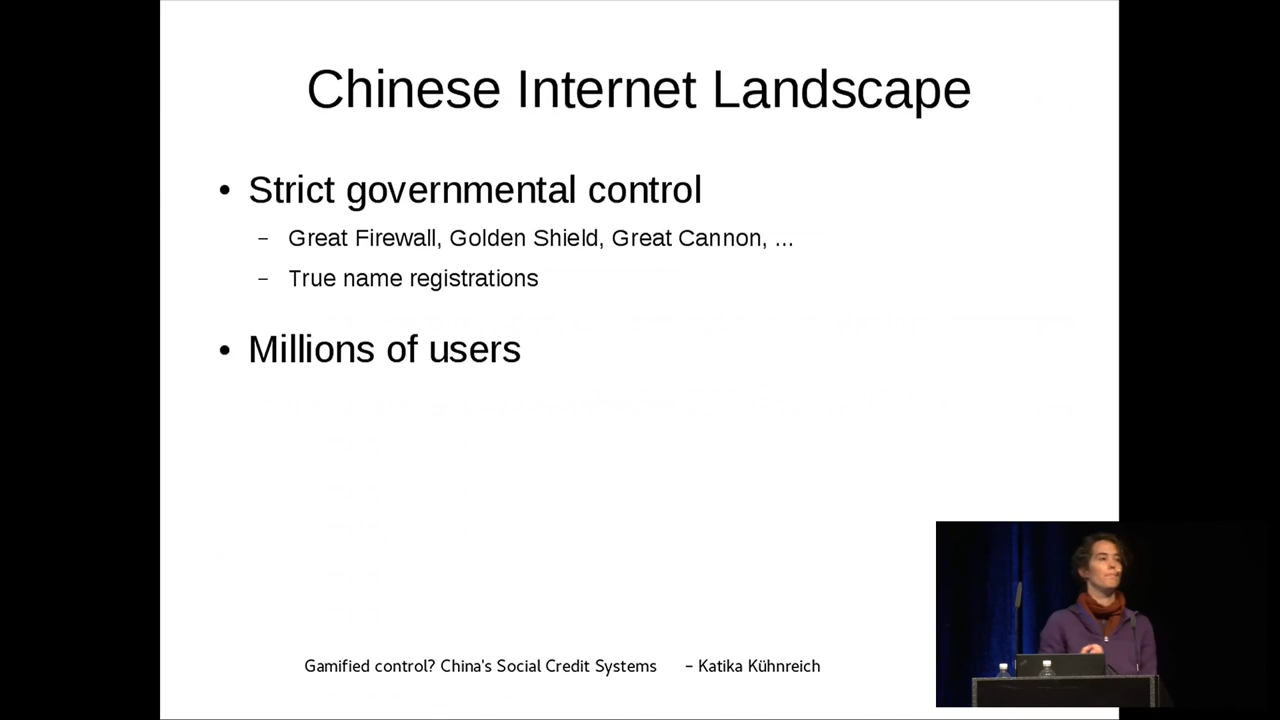 Chinese Internet Landscape
• Strict governmental control
– Great Firewall, Golden Shield, Great Cannon, ...
– True name registrations
• Millions of users
Gamified control? China's Social Credit Systems – Katika Kühnreich